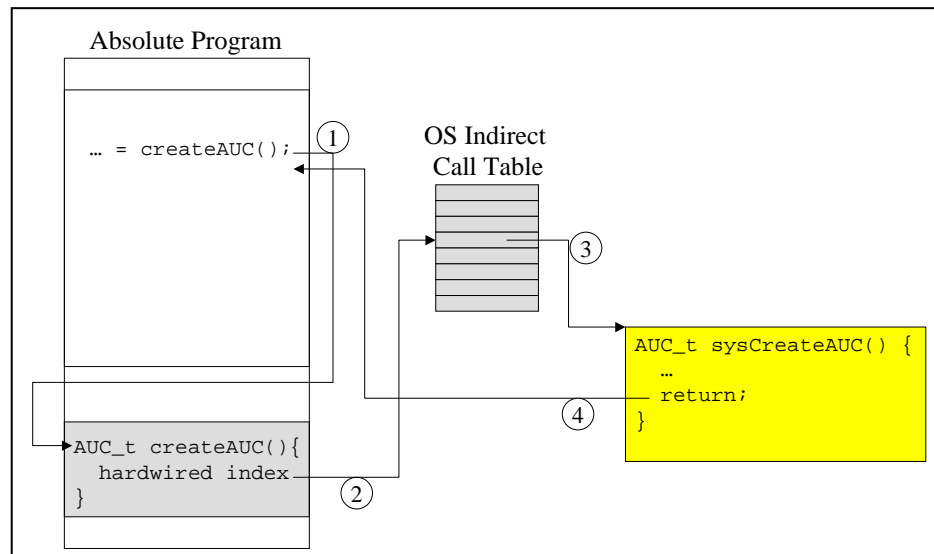 Absolute Program
… = createAUC();
1
OS Indirect
Call Table
3
AUC_t sysCreateAUC() {
…
return;
}
4
AUC_t createAUC(){
hardwired index
}
2